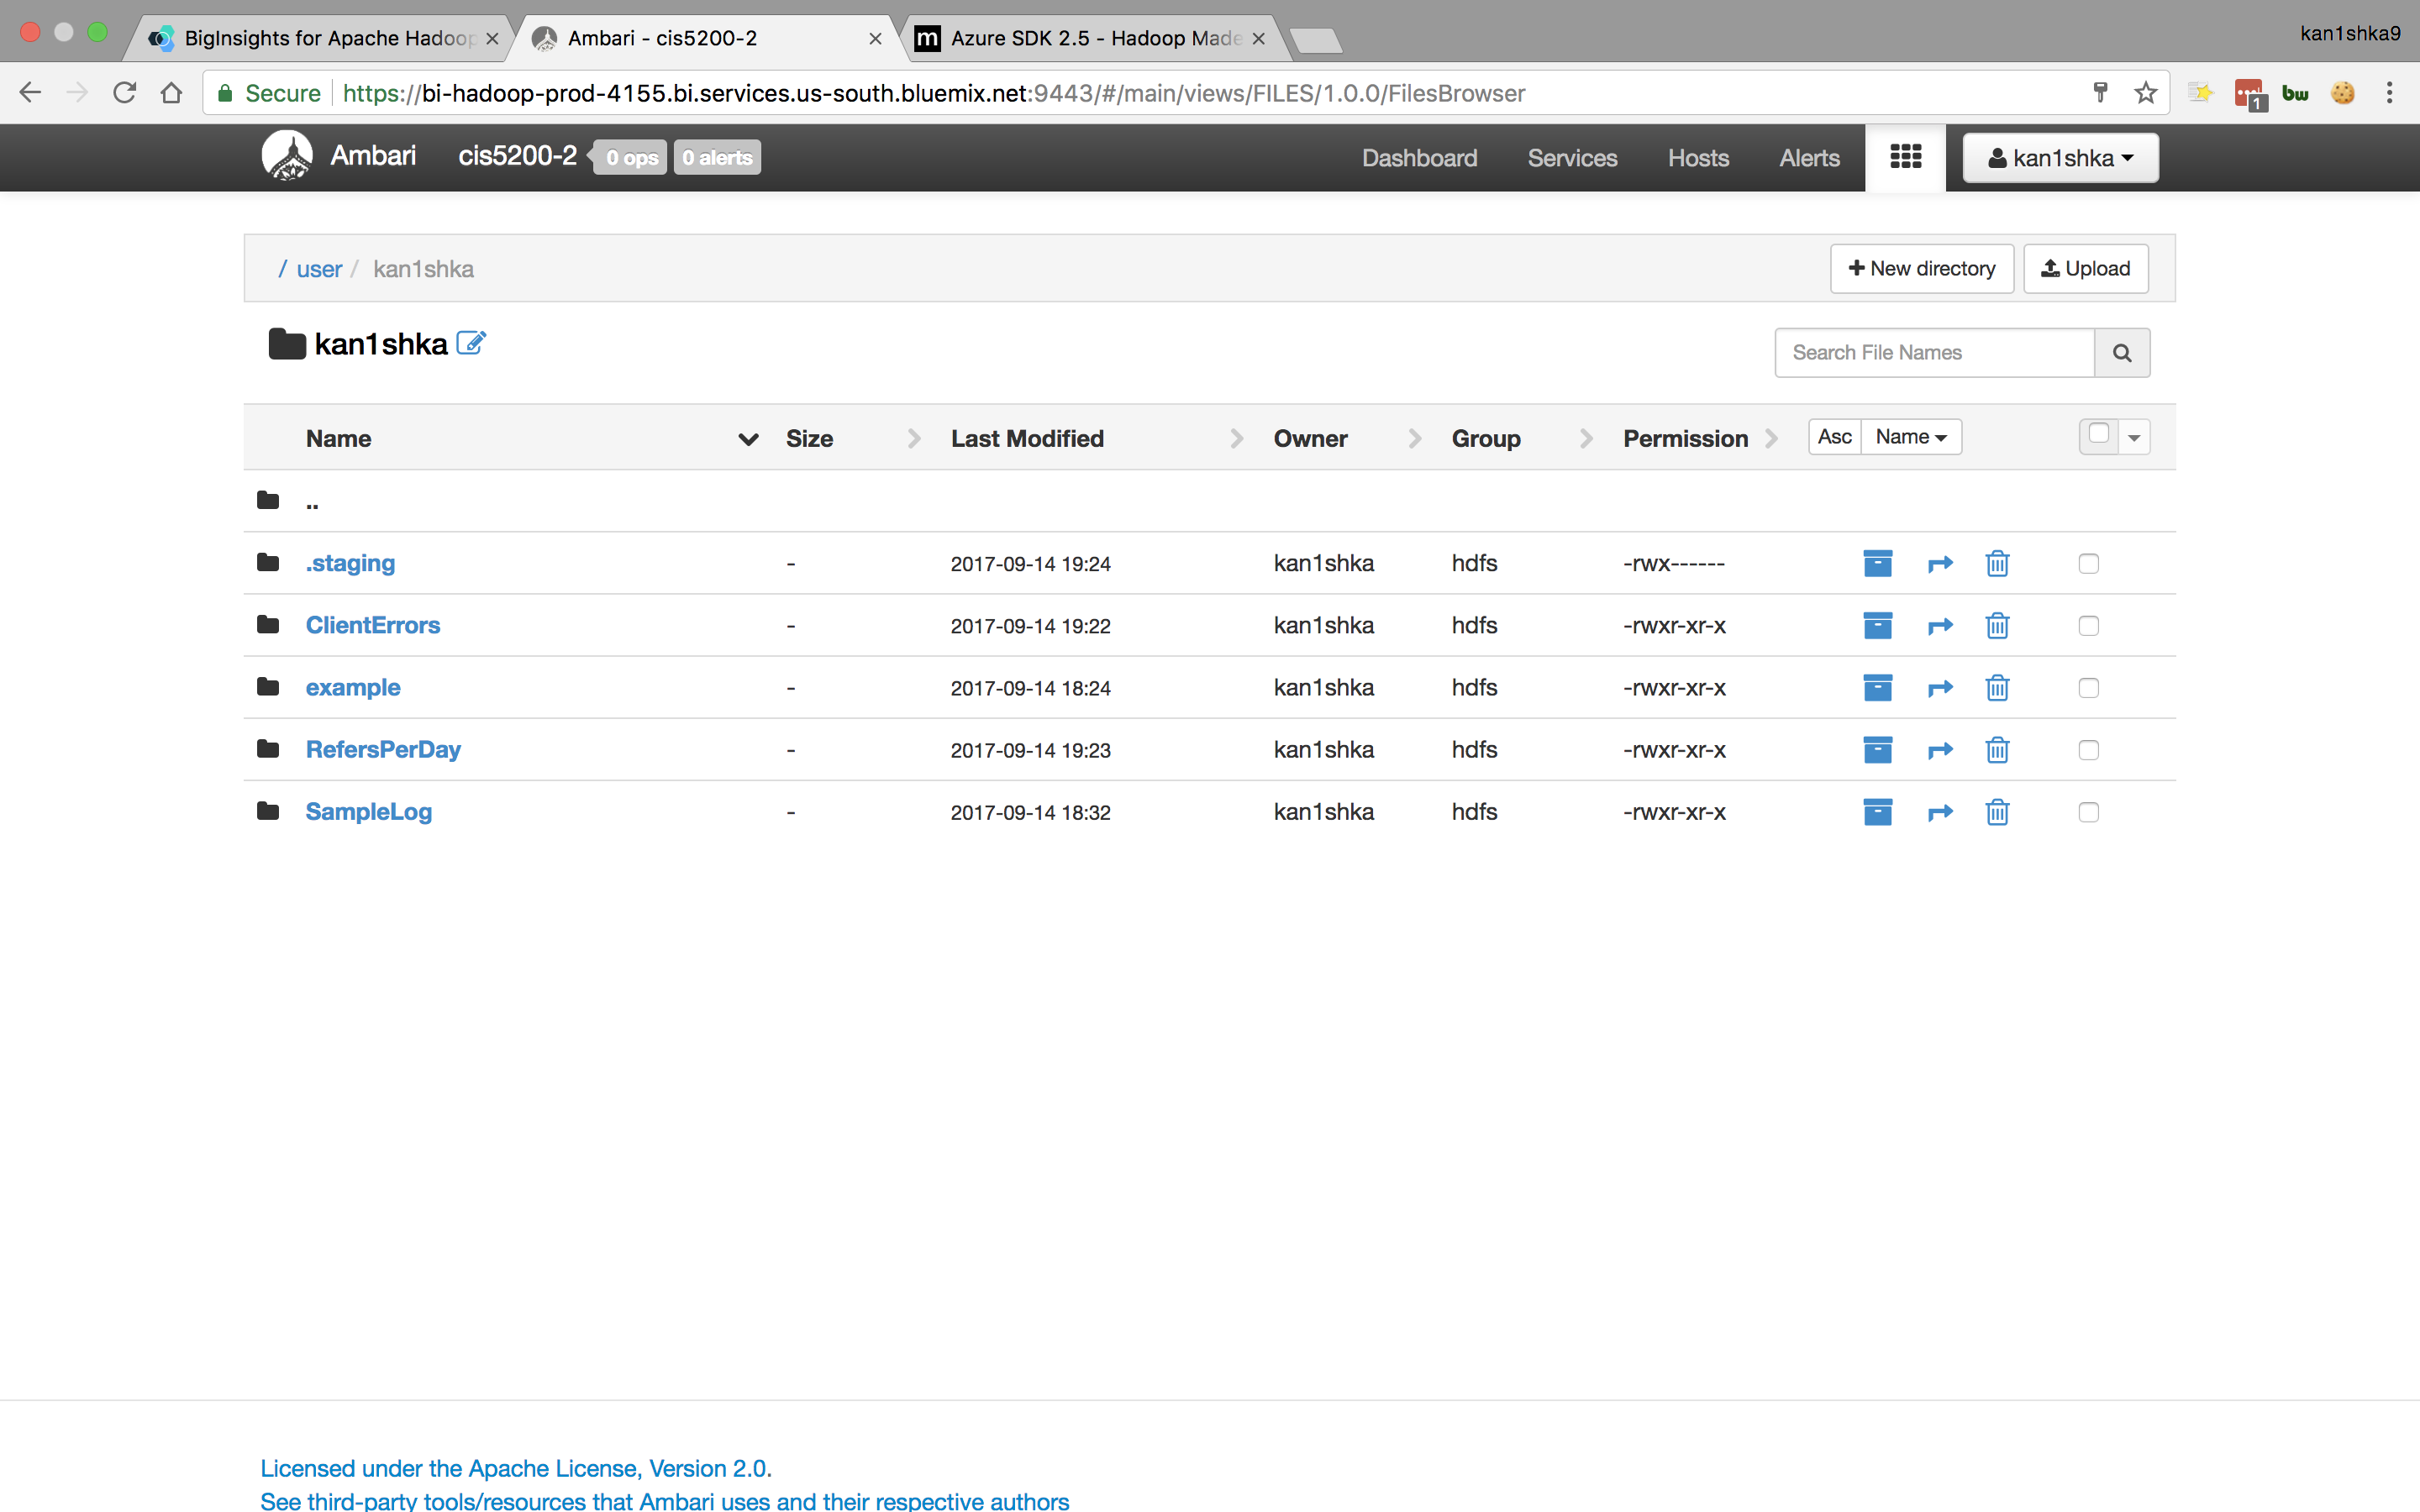 BigInsights for Apache Hadoop
Ambari - cis5200-2
Azure SDK 2.5 - Hadoop Made
kan1shka9
Secure
https://bi-hadoop-prod-4155.bi.services.us-south.bluemix.net:9443/#/main/views/FILES/1.0.0/FilesBrowser
1
bw
Ambari cis5200-2 0 ops 0 alerts Dashboard Services Hosts Alerts kan1shka
/ user / kan1shka New directory Upload
kan1shka
Search File Names
Name Size Last Modified Owner Group Permission Asc Name
..
.staging - 2017-09-14 19:24 kan1shka hdfs -rwx------
ClientErrors - 2017-09-14 19:22 kan1shka hdfs -rwxr-xr-x
example - 2017-09-14 18:24 kan1shka hdfs -rwxr-xr-x
RefersPerDay - 2017-09-14 19:23 kan1shka hdfs -rwxr-xr-x
SampleLog - 2017-09-14 18:32 kan1shka hdfs -rwxr-xr-x
Licensed under the Apache License, Version 2.0.
See third-party tools/resources that Ambari uses and their respective authors